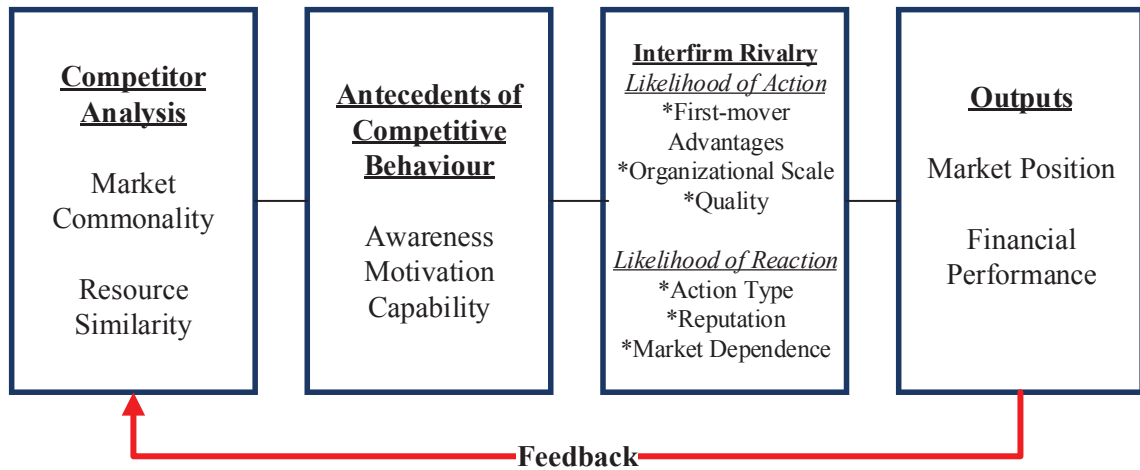 Competitor
Analysis
Market
Commonality
Resource
Similarity
Antecedents of
Competitive
Behaviour
Awareness
Motivation
Capability
Interfirm Rivalry
Likelihood of Action
*First-mover
Advantages
*Organizational Scale
*Quality
Likelihood of Reaction
*Action Type
*Reputation
*Market Dependence
Outputs
Market Position
Financial
Performance
Feedback